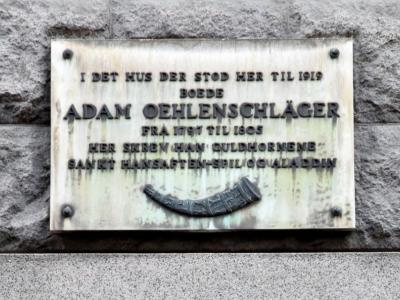 I DET HUS DER STOD HER TIL 1919
BOEDE
ADAM OEHLENSCHLÄGER
FRA 1797 TIL 1805
HER SKREV HAN GULDHORNENE
SANKT HANSAFTEN-SPIL OG ALADDIN